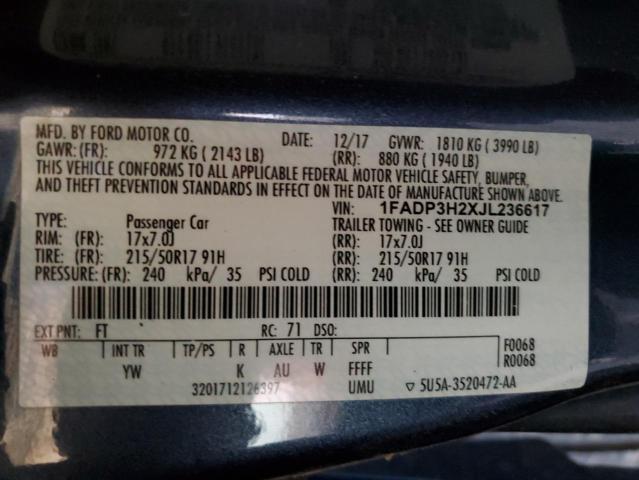 MFD. BY FORD MOTOR CO. DATE: 12/17 GVWR: 1810 KG ( 3990 LB)
GAWR: (FR): 972 KG ( 2143 LB) (RR): 880 KG ( 1940 LB)
THIS VEHICLE CONFORMS TO ALL APPLICABLE FEDERAL MOTOR VEHICLE SAFETY, BUMPER,
AND THEFT PREVENTION STANDARDS IN EFFECT ON THE DATE OF MANUFACTURE SHOWN ABOVE.
VIN: 1FADP3H2XJL236617
TYPE: Passenger Car TRAILER TOWING - SEE OWNER GUIDE
RIM: (FR): 17x7.0J (RR): 17x7.0J
TIRE: (FR): 215/50R17 91H (RR): 215/50R17 91H
PRESSURE: (FR): 240 kPa/ 35 PSI COLD (RR): 240 kPa/ 35 PSI COLD
EXT PNT: FT RC: 71 DSO:
WB INT TR TP/PS R AXLE TR SPR F0068
YW K AU W FFFF R0068
3201712126397 UMU ▽ 5U5A-3520472-AA